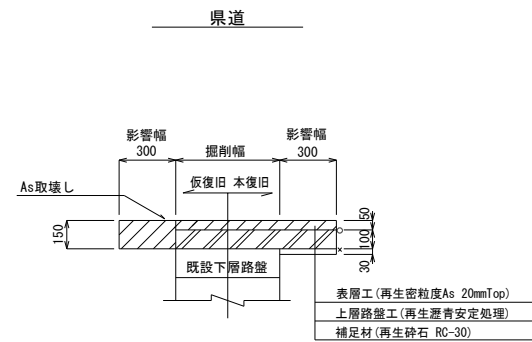 県道
影響幅
300
掘削幅
影響幅
300
仮復旧 本復旧
As取壊し
150
50
100
30
既設下層路盤
表層工(再生密粒度As 20mmTop)
上層路盤工(再生瀝青安定処理)
補足材(再生砕石 RC-30)